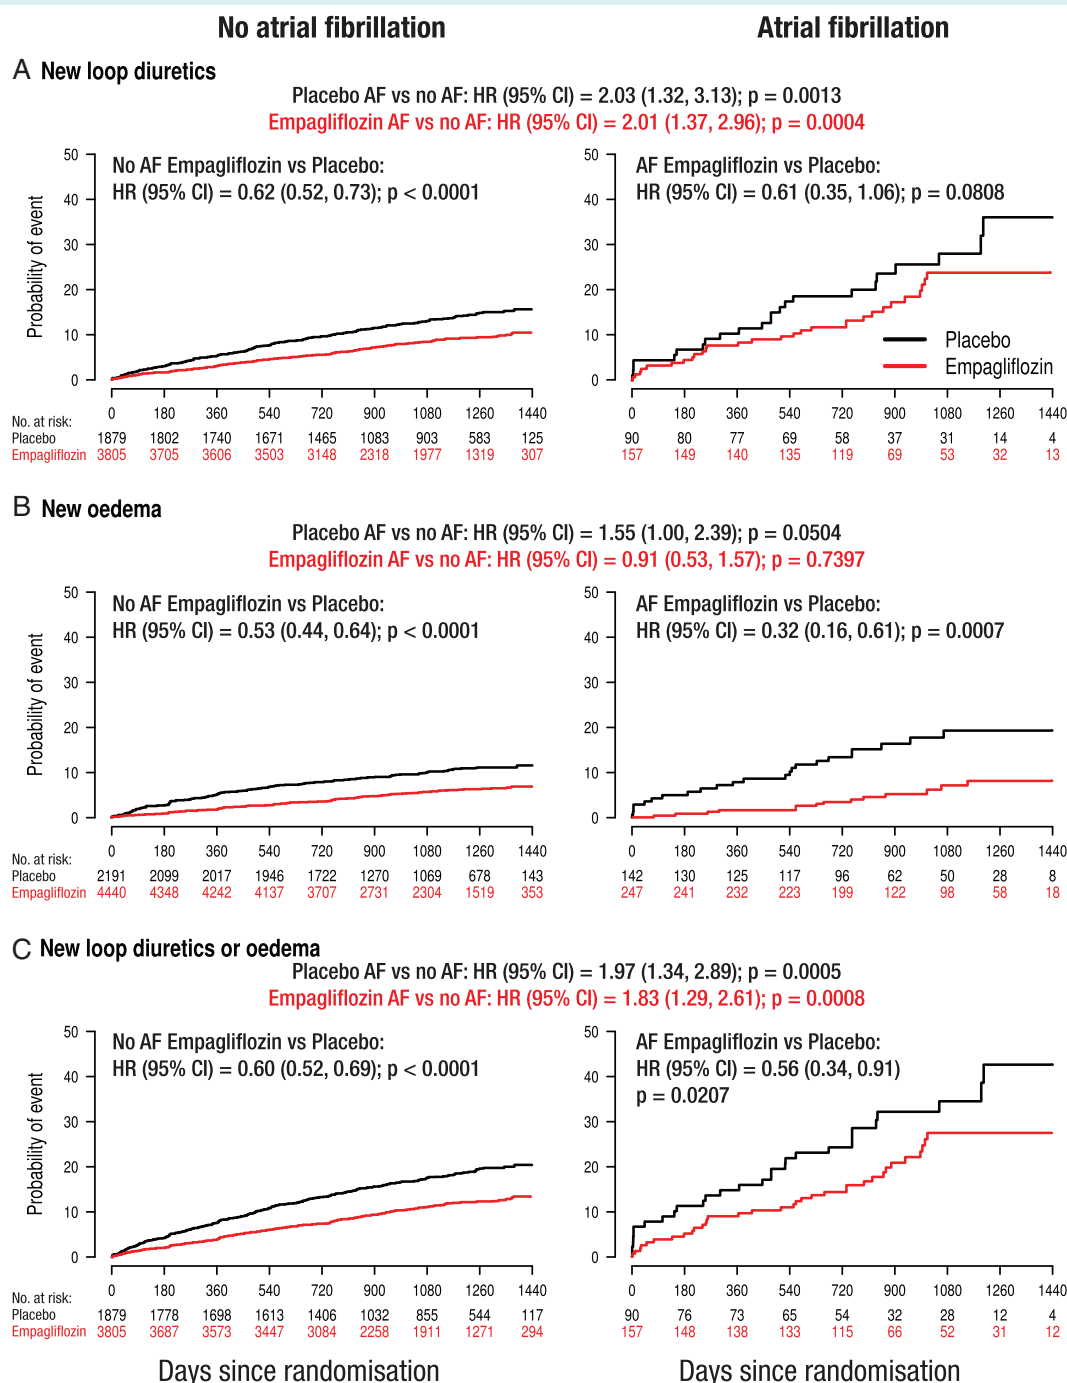 No atrial fibrillation
Atrial fibrillation
A New loop diuretics
Placebo AF vs no AF: HR (95% CI) = 2.03 (1.32, 3.13); p = 0.0013
Empagliflozin AF vs no AF: HR (95% CI) = 2.01 (1.37, 2.96); p = 0.0004
Probability of event
50
40
30
20
10
0
No AF Empagliflozin vs Placebo:
HR (95% CI) = 0.62 (0.52, 0.73); p < 0.0001
0 180 360 540 720 900 1080 1260 1440
No. at risk:
Placebo 1879 1802 1740 1671 1465 1083 903 583 125
Empagliflozin 3805 3705 3606 3503 3148 2318 1977 1319 307
50
40
30
20
10
0
AF Empagliflozin vs Placebo:
HR (95% CI) = 0.61 (0.35, 1.06); p = 0.0808
Placebo
Empagliflozin
0 180 360 540 720 900 1080 1260 1440
90 80 77 69 58 37 31 14 4
157 149 140 135 119 69 53 32 13
B New oedema
Placebo AF vs no AF: HR (95% CI) = 1.55 (1.00, 2.39); p = 0.0504
Empagliflozin AF vs no AF: HR (95% CI) = 0.91 (0.53, 1.57); p = 0.7397
Probability of event
50
40
30
20
10
0
No AF Empagliflozin vs Placebo:
HR (95% CI) = 0.53 (0.44, 0.64); p < 0.0001
0 180 360 540 720 900 1080 1260 1440
No. at risk:
Placebo 2191 2099 2017 1946 1722 1270 1069 678 143
Empagliflozin 4440 4348 4242 4137 3707 2731 2304 1519 353
50
40
30
20
10
0
AF Empagliflozin vs Placebo:
HR (95% CI) = 0.32 (0.16, 0.61); p = 0.0007
0 180 360 540 720 900 1080 1260 1440
142 130 125 117 96 62 50 28 8
247 241 232 223 199 122 98 58 18
C New loop diuretics or oedema
Placebo AF vs no AF: HR (95% CI) = 1.97 (1.34, 2.89); p = 0.0005
Empagliflozin AF vs no AF: HR (95% CI) = 1.83 (1.29, 2.61); p = 0.0008
Probability of event
50
40
30
20
10
0
No AF Empagliflozin vs Placebo:
HR (95% CI) = 0.60 (0.52, 0.69); p < 0.0001
0 180 360 540 720 900 1080 1260 1440
No. at risk:
Placebo 1879 1778 1698 1613 1406 1032 855 544 117
Empagliflozin 3805 3687 3573 3447 3084 2258 1911 1271 294
Days since randomisation
50
40
30
20
10
0
AF Empagliflozin vs Placebo:
HR (95% CI) = 0.56 (0.34, 0.91)
p = 0.0207
0 180 360 540 720 900 1080 1260 1440
90 76 73 65 54 32 28 12 4
157 148 138 133 115 66 52 31 12
Days since randomisation